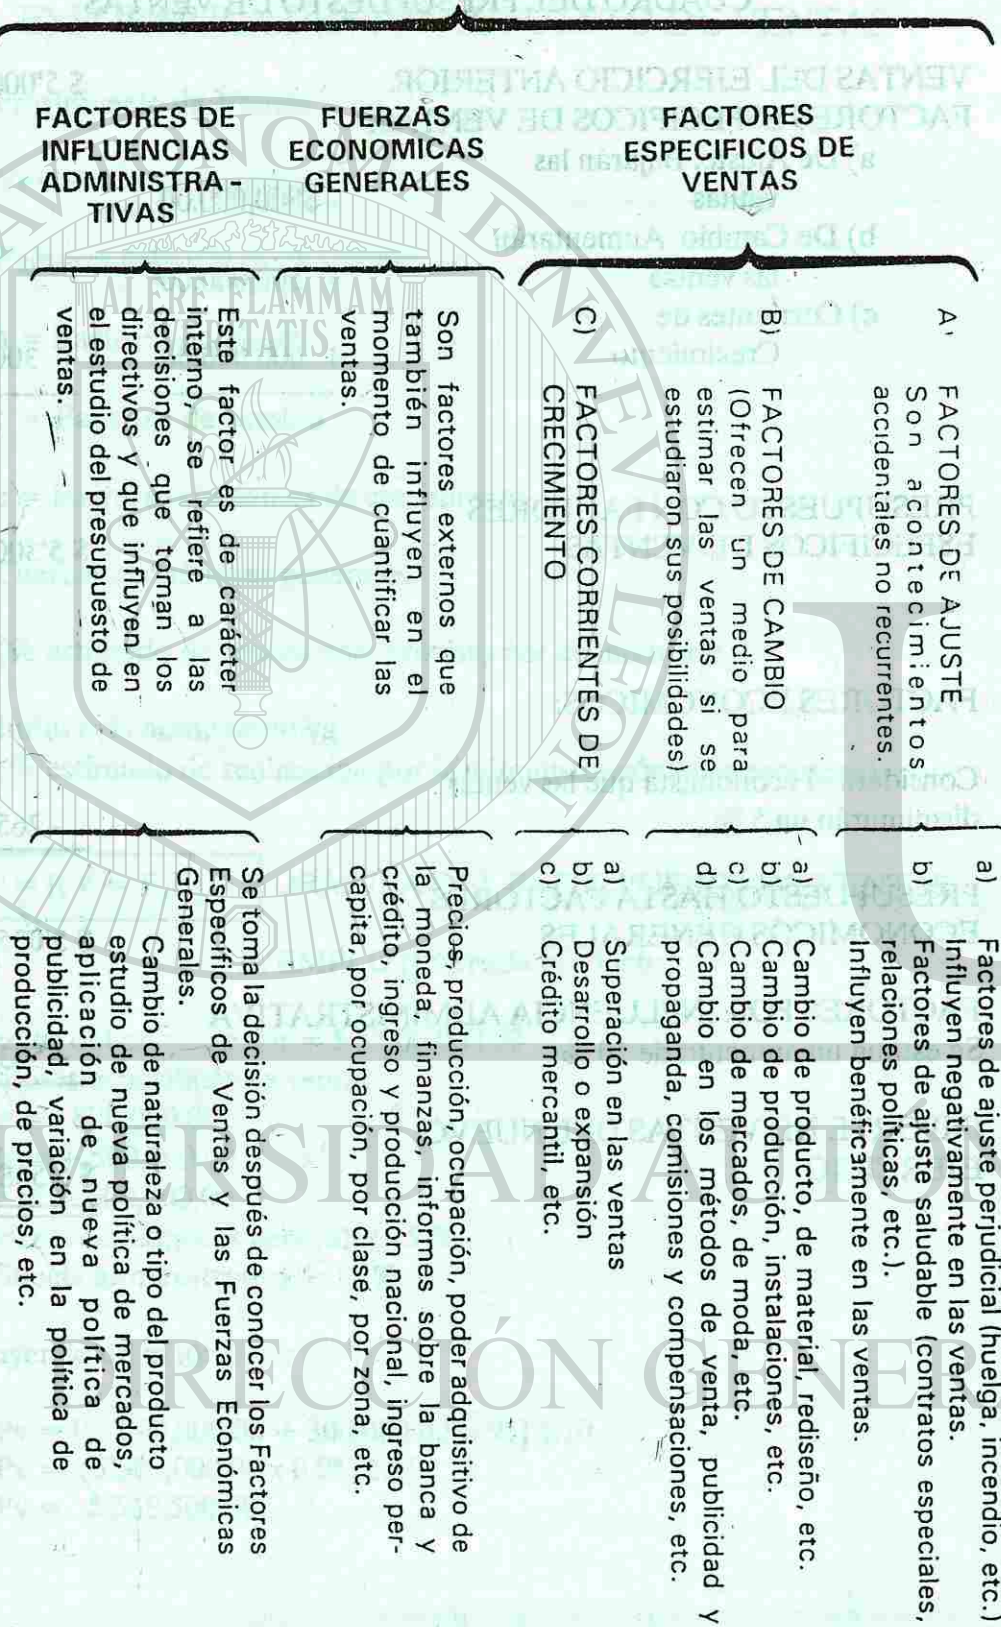 FACTORES
ESPECIFICOS DE
VENTAS
A)
FACTORES DE AJUSTE
Son acontecimientos
accidentales no recurrentes.
a) Factores de ajuste perjudicial (huelga, incendio, etc.)
Influyen negativamente en las ventas.
b) Factores de ajuste saludable (contratos especiales,
relaciones políticas, etc.).
Influyen benéficamente en las ventas.
B) FACTORES DE CAMBIO
(Ofrecen un medio para
estimar las ventas si se
estudiaron sus posibilidades)
a) Cambio de producto, de material, rediseño, etc.
b) Cambio de producción, instalaciones, etc.
c) Cambio de mercados, de moda, etc.
d) Cambio en los métodos de venta, publicidad y
propaganda, comisiones y compensaciones, etc.
C) FACTORES CORRIENTES DE
CRECIMIENTO
a) Superación en las ventas
b) Desarrollo o expansión
c) Crédito mercantil, etc.
FUERZAS
ECONOMICAS
GENERALES
Son factores externos que
también influyen en el
momento de cuantificar las
ventas.
Precios, producción, ocupación, poder adquisitivo de
la moneda, finanzas, informes sobre la banca y
crédito, ingreso y producción nacional, ingreso per-
capita, por ocupación, por clase, por zona, etc.
FACTORES DE
INFLUENCIAS
ADMINISTRA -
TIVAS
Este factor es de carácter
interno, se refiere a las
decisiones que toman los
directivos y que influyen en
el estudio del presupuesto de
ventas.
Se toma la decisión después de conocer los Factores
Específicos de Ventas y las Fuerzas Económicas
Generales.
Cambio de naturaleza o tipo del producto
estudio de nueva política de mercados,
aplicación de nueva política de
publicidad, variación en la política de
producción, de precios, etc.
ALERE FLAMMAM
VERITATIS
DIRECCIÓN GENER